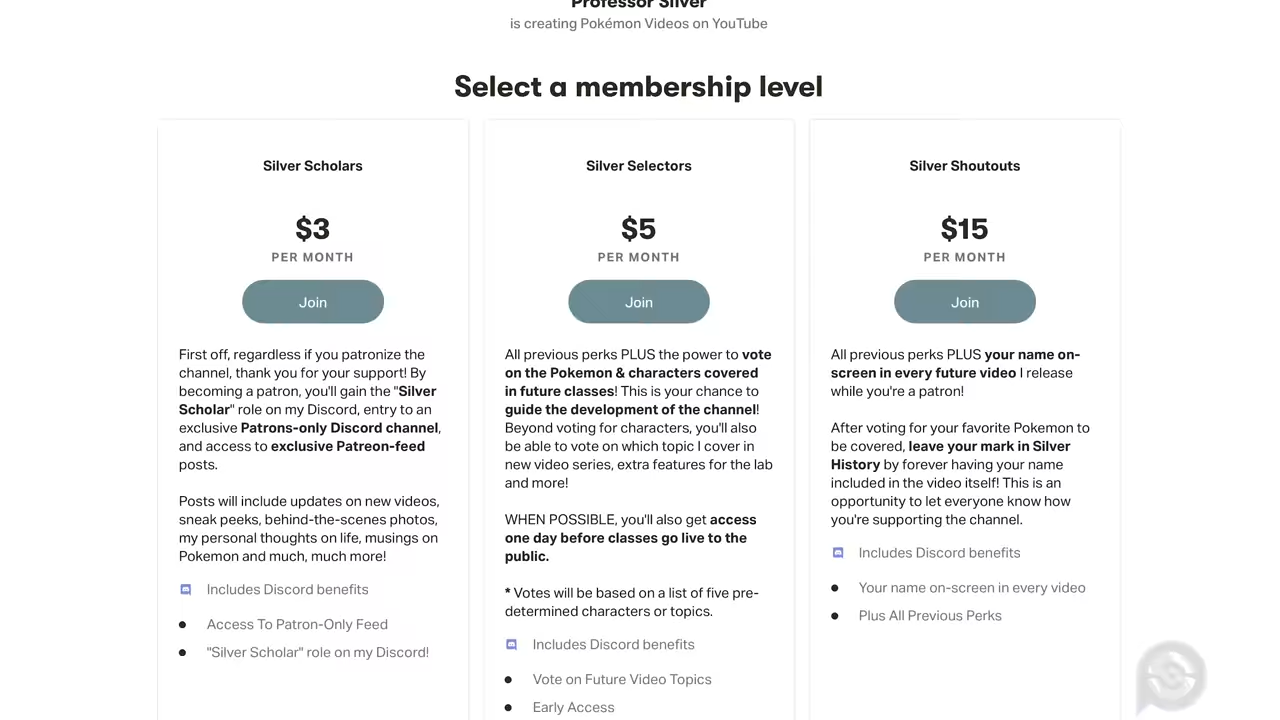 Professor Silver
is creating Pokémon Videos on YouTube
Select a membership level
Silver Scholars
$3
PER MONTH
Join
First off, regardless if you patronize the
channel, thank you for your support! By
becoming a patron, you'll gain the "Silver
Scholar" role on my Discord, entry to an
exclusive Patrons-only Discord channel,
and access to exclusive Patreon-feed
posts.
Posts will include updates on new videos,
sneak peeks, behind-the-scenes photos,
my personal thoughts on life, musings on
Pokemon and much, much more!
Includes Discord benefits
Access To Patron-Only Feed
"Silver Scholar" role on my Discord!
Silver Selectors
$5
PER MONTH
Join
All previous perks PLUS the power to vote
on the Pokemon & characters covered
in future classes! This is your chance to
guide the development of the channel!
Beyond voting for characters, you'll also
be able to vote on which topic I cover in
new video series, extra features for the lab
and more!
WHEN POSSIBLE, you'll also get access
one day before classes go live to the
public.
* Votes will be based on a list of five pre-
determined characters or topics.
Includes Discord benefits
Vote on Future Video Topics
Early Access
Silver Shoutouts
$15
PER MONTH
Join
All previous perks PLUS your name on-
screen in every future video I release
while you're a patron!
After voting for your favorite Pokemon to
be covered, leave your mark in Silver
History by forever having your name
included in the video itself! This is an
opportunity to let everyone know how
you're supporting the channel.
Includes Discord benefits
Your name on-screen in every video
Plus All Previous Perks